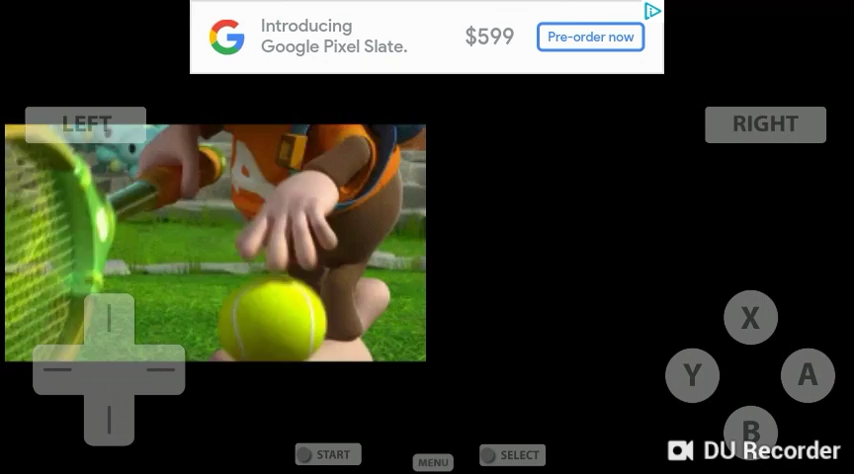 Introducing
Google Pixel Slate.
$599
Pre-order now
LEFT
RIGHT
A
X
Y
A
B
START
MENU
SELECT
DU Recorder